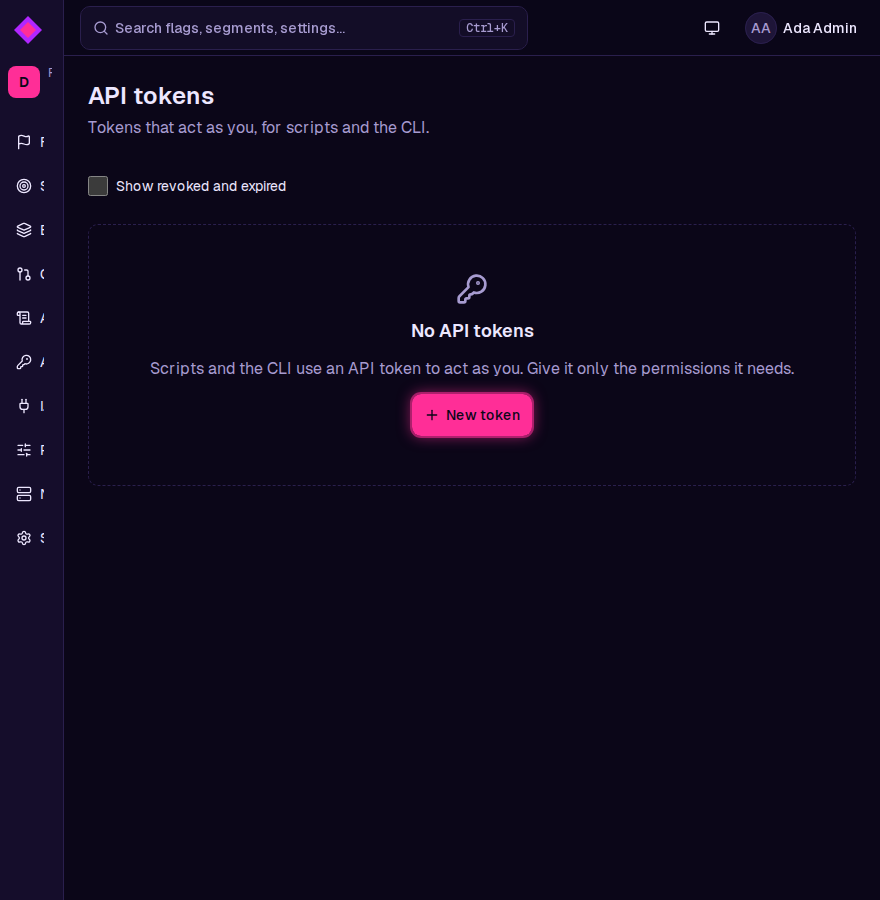 Search flags, segments, settings...
Ctrl+K
AA
Ada Admin
D
API tokens
Tokens that act as you, for scripts and the CLI.
Show revoked and expired
No API tokens
Scripts and the CLI use an API token to act as you. Give it only the permissions it needs.
New token